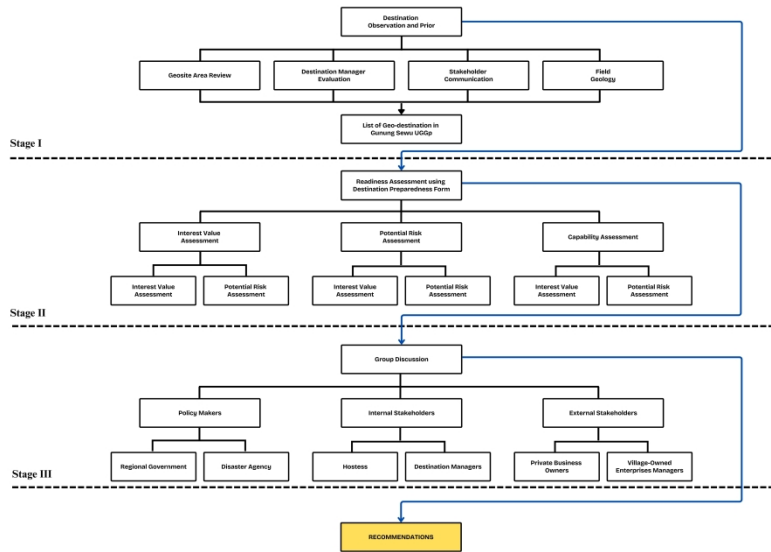 Destination
Observation and Prior
Geosite Area Review
Destination Manager
Evaluation
Stakeholder
Communication
Field
Geology
List of Geo-destination in
Gunung Sewu UGGp
Stage I
Readiness Assessment using
Destination Preparedness Form
Interest Value
Assessment
Potential Risk
Assessment
Capability Assessment
Interest Value
Assessment
Potential Risk
Assessment
Interest Value
Assessment
Potential Risk
Assessment
Interest Value
Assessment
Potential Risk
Assessment
Stage II
Group Discussion
Policy Makers
Internal Stakeholders
External Stakeholders
Regional Government
Disaster Agency
Hostess
Destination Managers
Private Business
Owners
Village-Owned
Enterprises Managers
Stage III
RECOMMENDATIONS